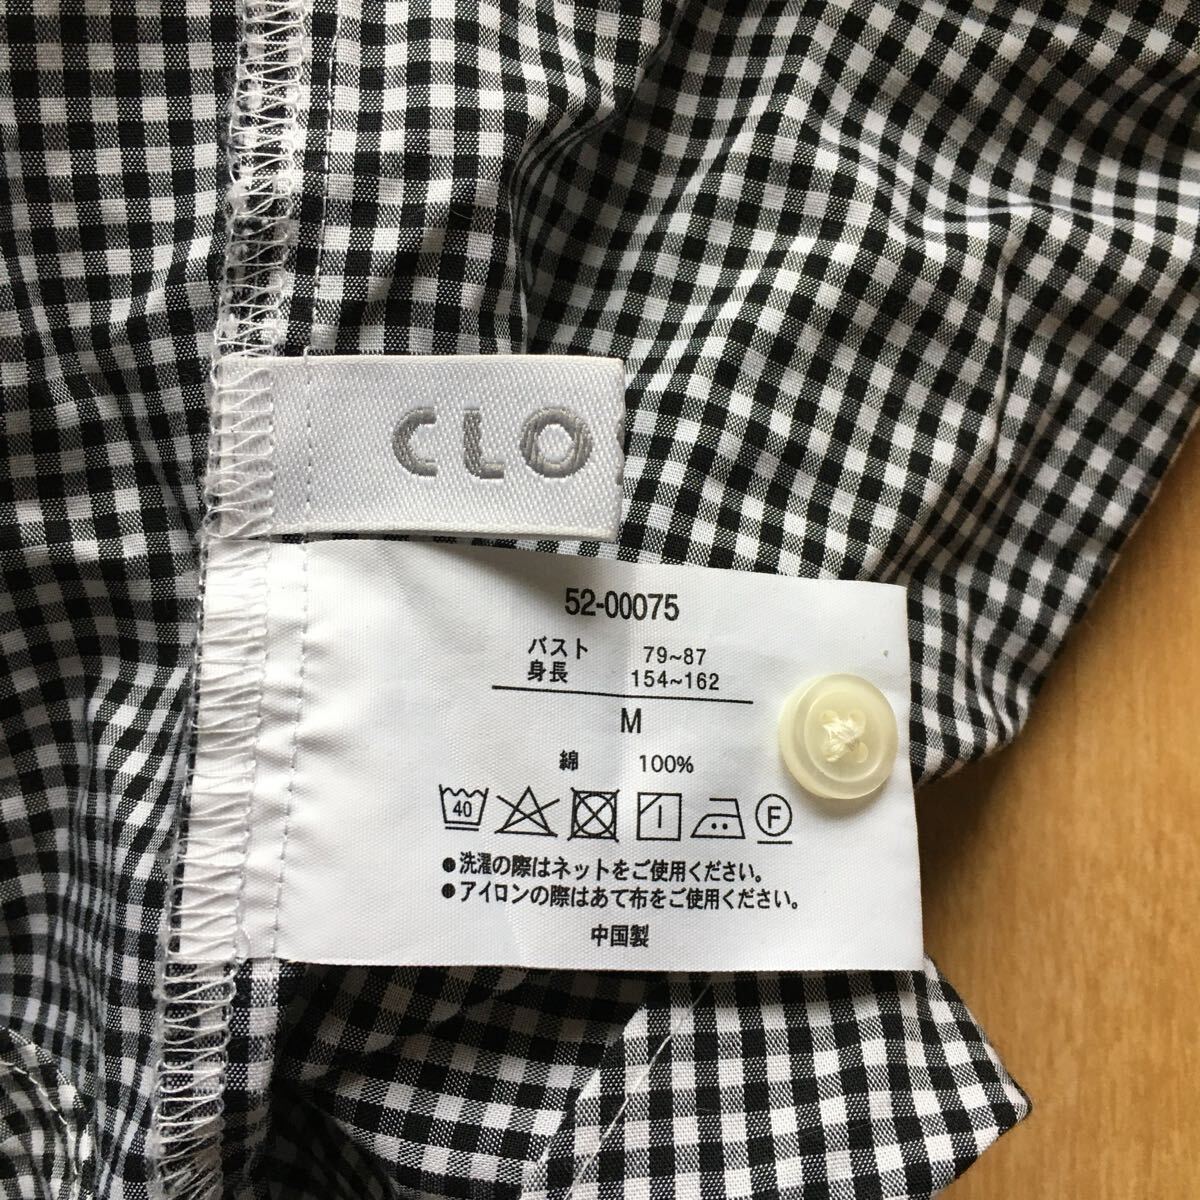 CLO
52-00075
バスト 79~87
身長 154~162
M
綿 100%
40
F
●洗濯の際はネットをご使用ください。
●アイロンの際はあて布をご使用ください。
中国製